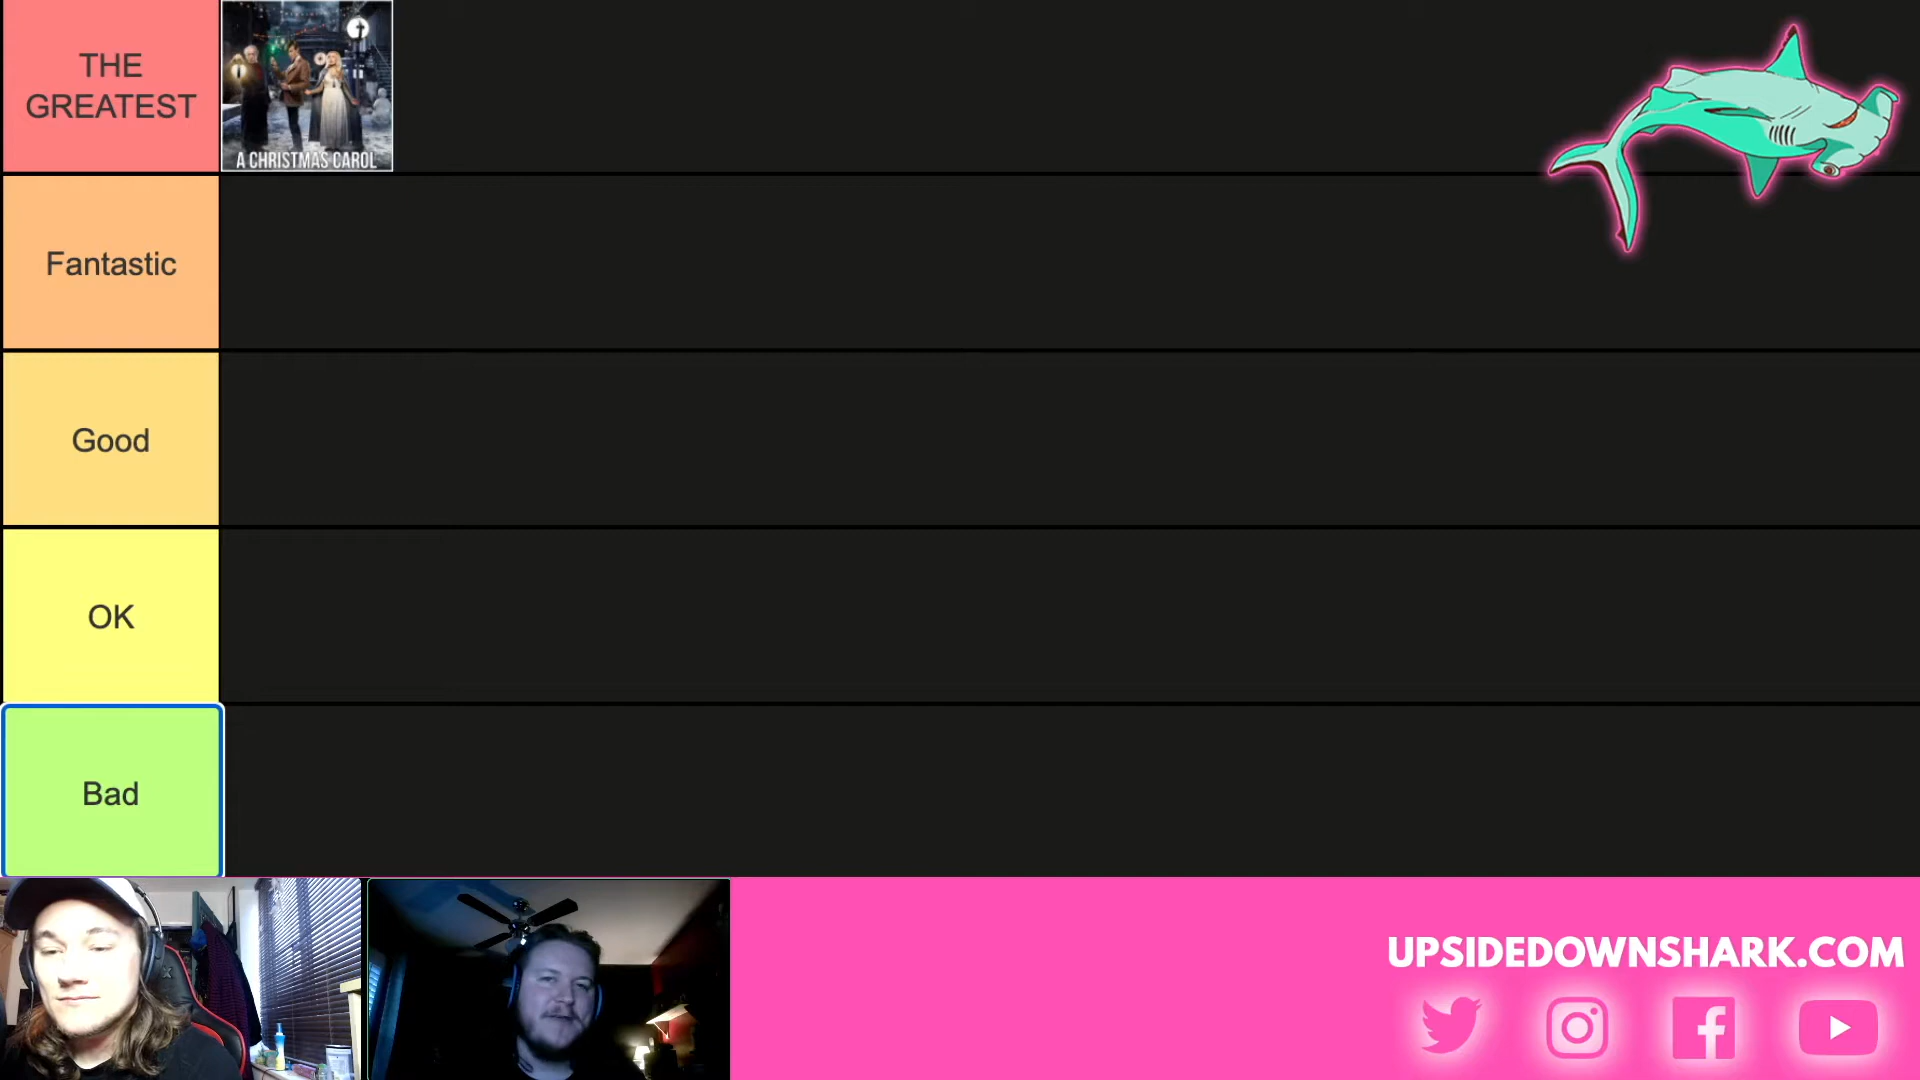 THE
GREATEST
A CHRISTMAS CAROL
Fantastic
Good
OK
Bad
UPSIDEDOWNSHARK.COM